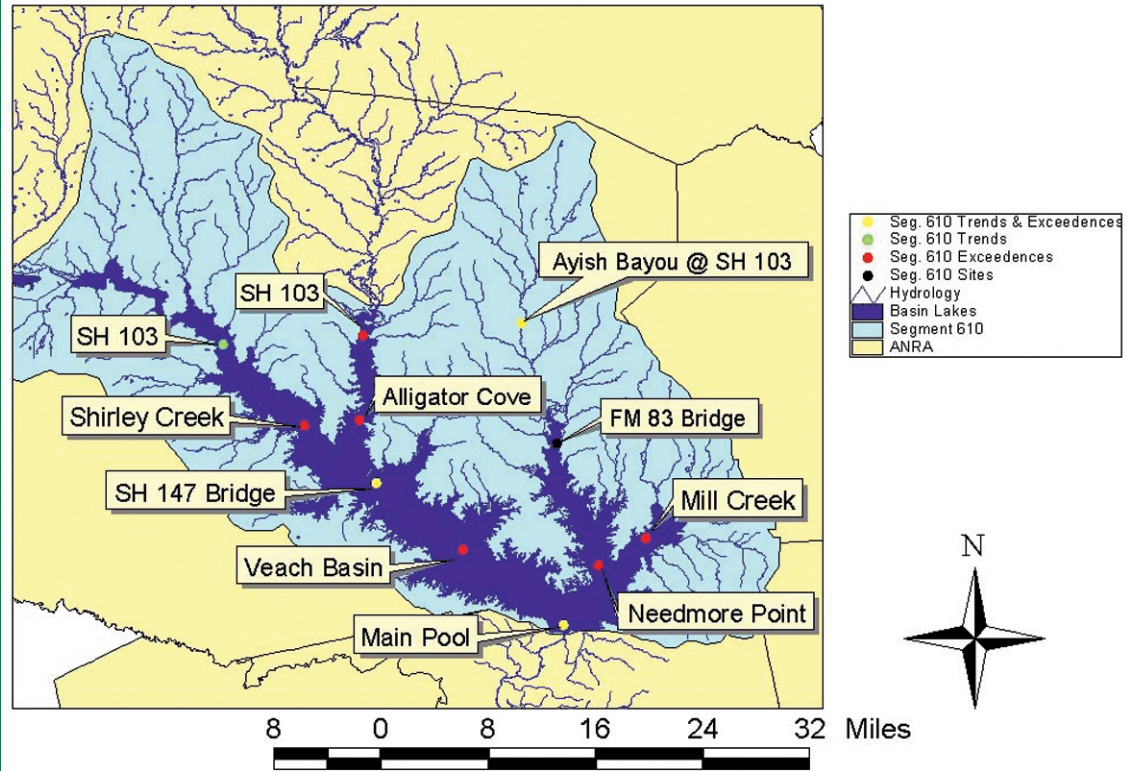 Ayish Bayou @ SH 103
SH 103
SH 103
Alligator Cove
Shirley Creek
FM 83 Bridge
SH 147 Bridge
Mill Creek
Veach Basin
Needmore Point
Main Pool
Seg. 610 Trends & Exceedences
Seg. 610 Trends
Seg. 610 Exceedences
Seg. 610 Sites
Hydrology
Basin Lakes
Segment 610
ANRA
N
8 0 8 16 24 32 Miles